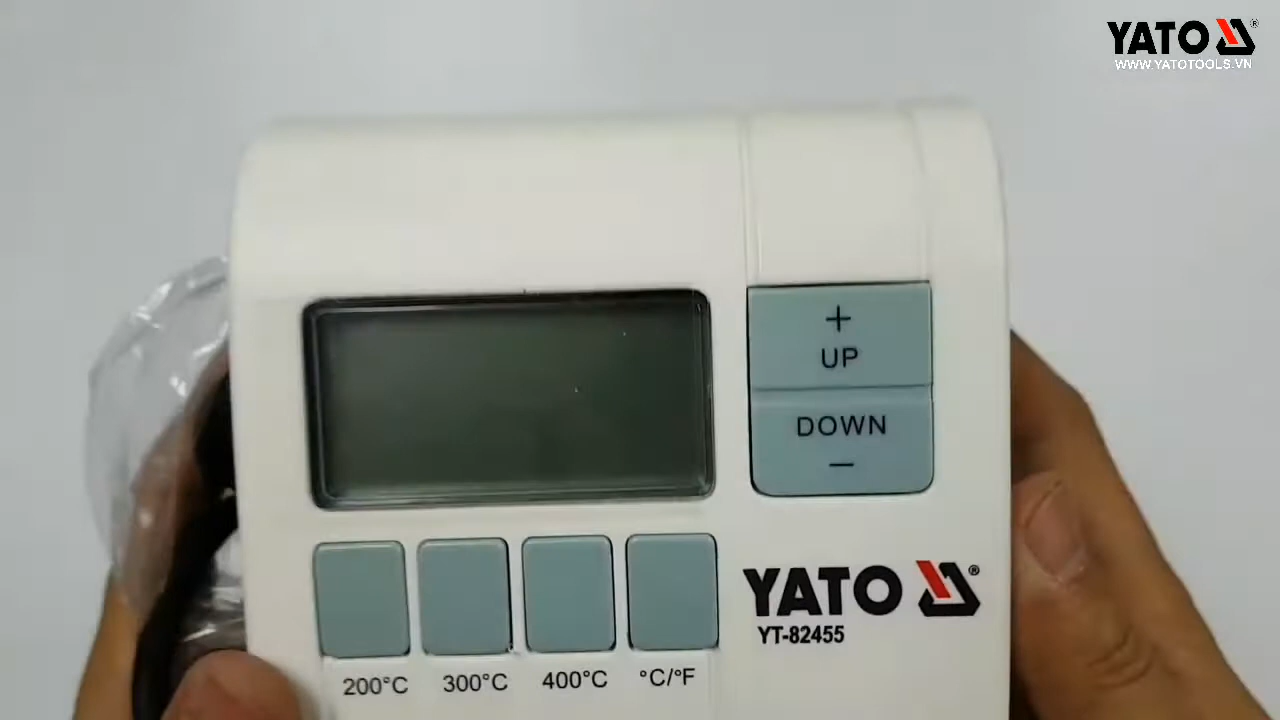 YATO ®
WWW.YATOTOOLS.VN
+
UP
DOWN
−
YATO ®
YT-82455
200°C 300°C 400°C °C/°F